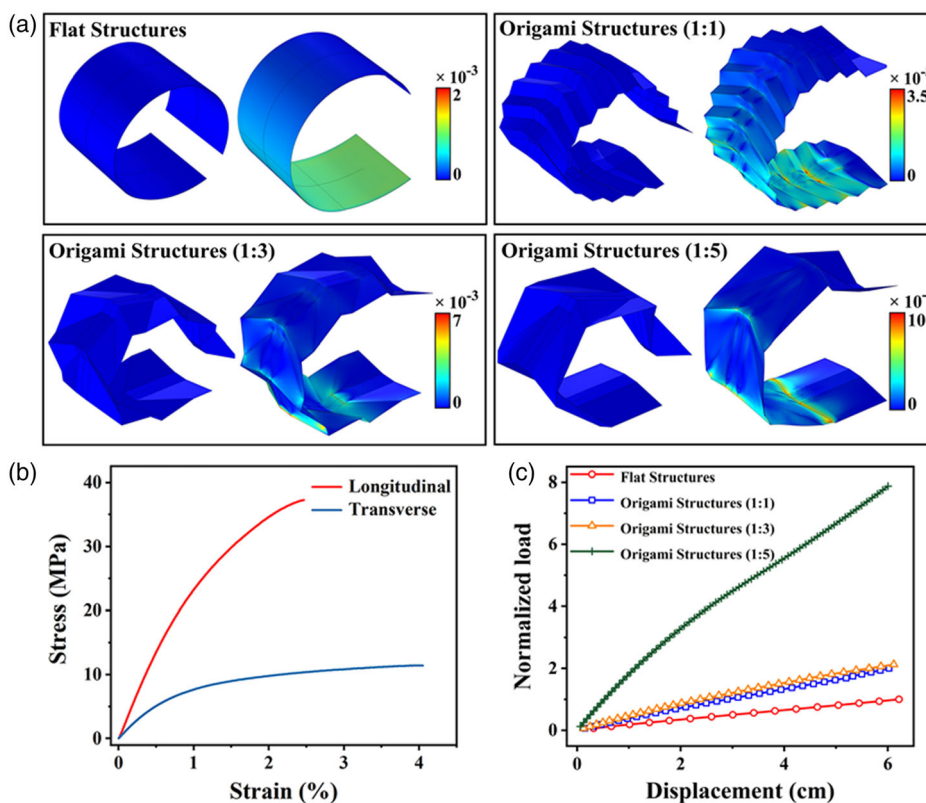 (a)
Flat Structures
× 10⁻³
2
0
Origami Structures (1:1)
3.5
0
Origami Structures (1:3)
× 10⁻³
7
0
Origami Structures (1:5)
10
0
(b)
40
30
20
10
0
Stress (MPa)
Longitudinal
Transverse
0 1 2 3 4
Strain (%)
(c)
8
6
4
2
0
Normalized load
Flat Structures
Origami Structures (1:1)
Origami Structures (1:3)
Origami Structures (1:5)
0 2 4 6
Displacement (cm)